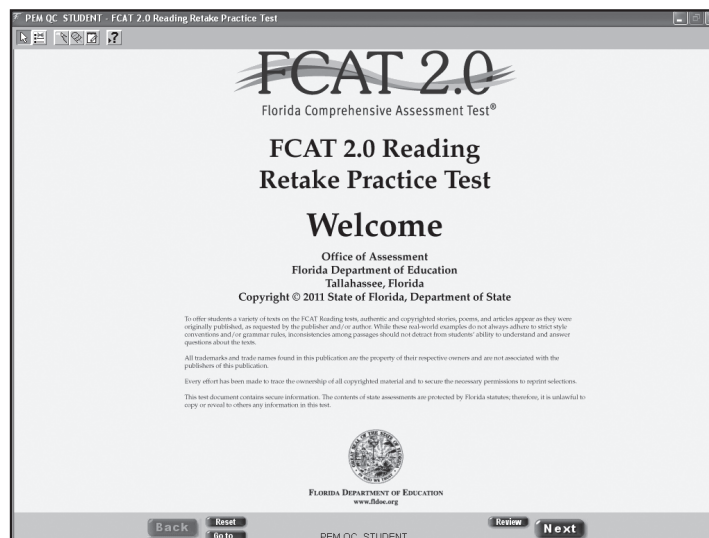 PEM QC STUDENT - FCAT 2.0 Reading Retake Practice Test
FCAT 2.0
Florida Comprehensive Assessment Test®
FCAT 2.0 Reading
Retake Practice Test
Welcome
Office of Assessment
Florida Department of Education
Tallahassee, Florida
Copyright © 2011 State of Florida, Department of State
To offer students a variety of texts on the FCAT Reading tests, authentic and copyrighted stories, poems, and articles appear as they were
originally published, as requested by the publisher and/or author. While these real-world examples do not always adhere to strict style
conventions and/or grammar rules, inconsistencies among passages should not detract from students' ability to understand and answer
questions about the texts.
All trademarks and trade names found in this publication are the property of their respective owners and are not associated with the
publishers of this publication.
Every effort has been made to trace the ownership of all copyrighted material and to secure the necessary permissions to reprint selections.
This test document contains secure information. The contents of state assessments are protected by Florida statutes; therefore, it is unlawful to
copy or reveal to others any information in this test.
FLORIDA DEPARTMENT OF EDUCATION
www.fldoe.org
Back
Reset
Go to
PEM QC STUDENT
Review
Next